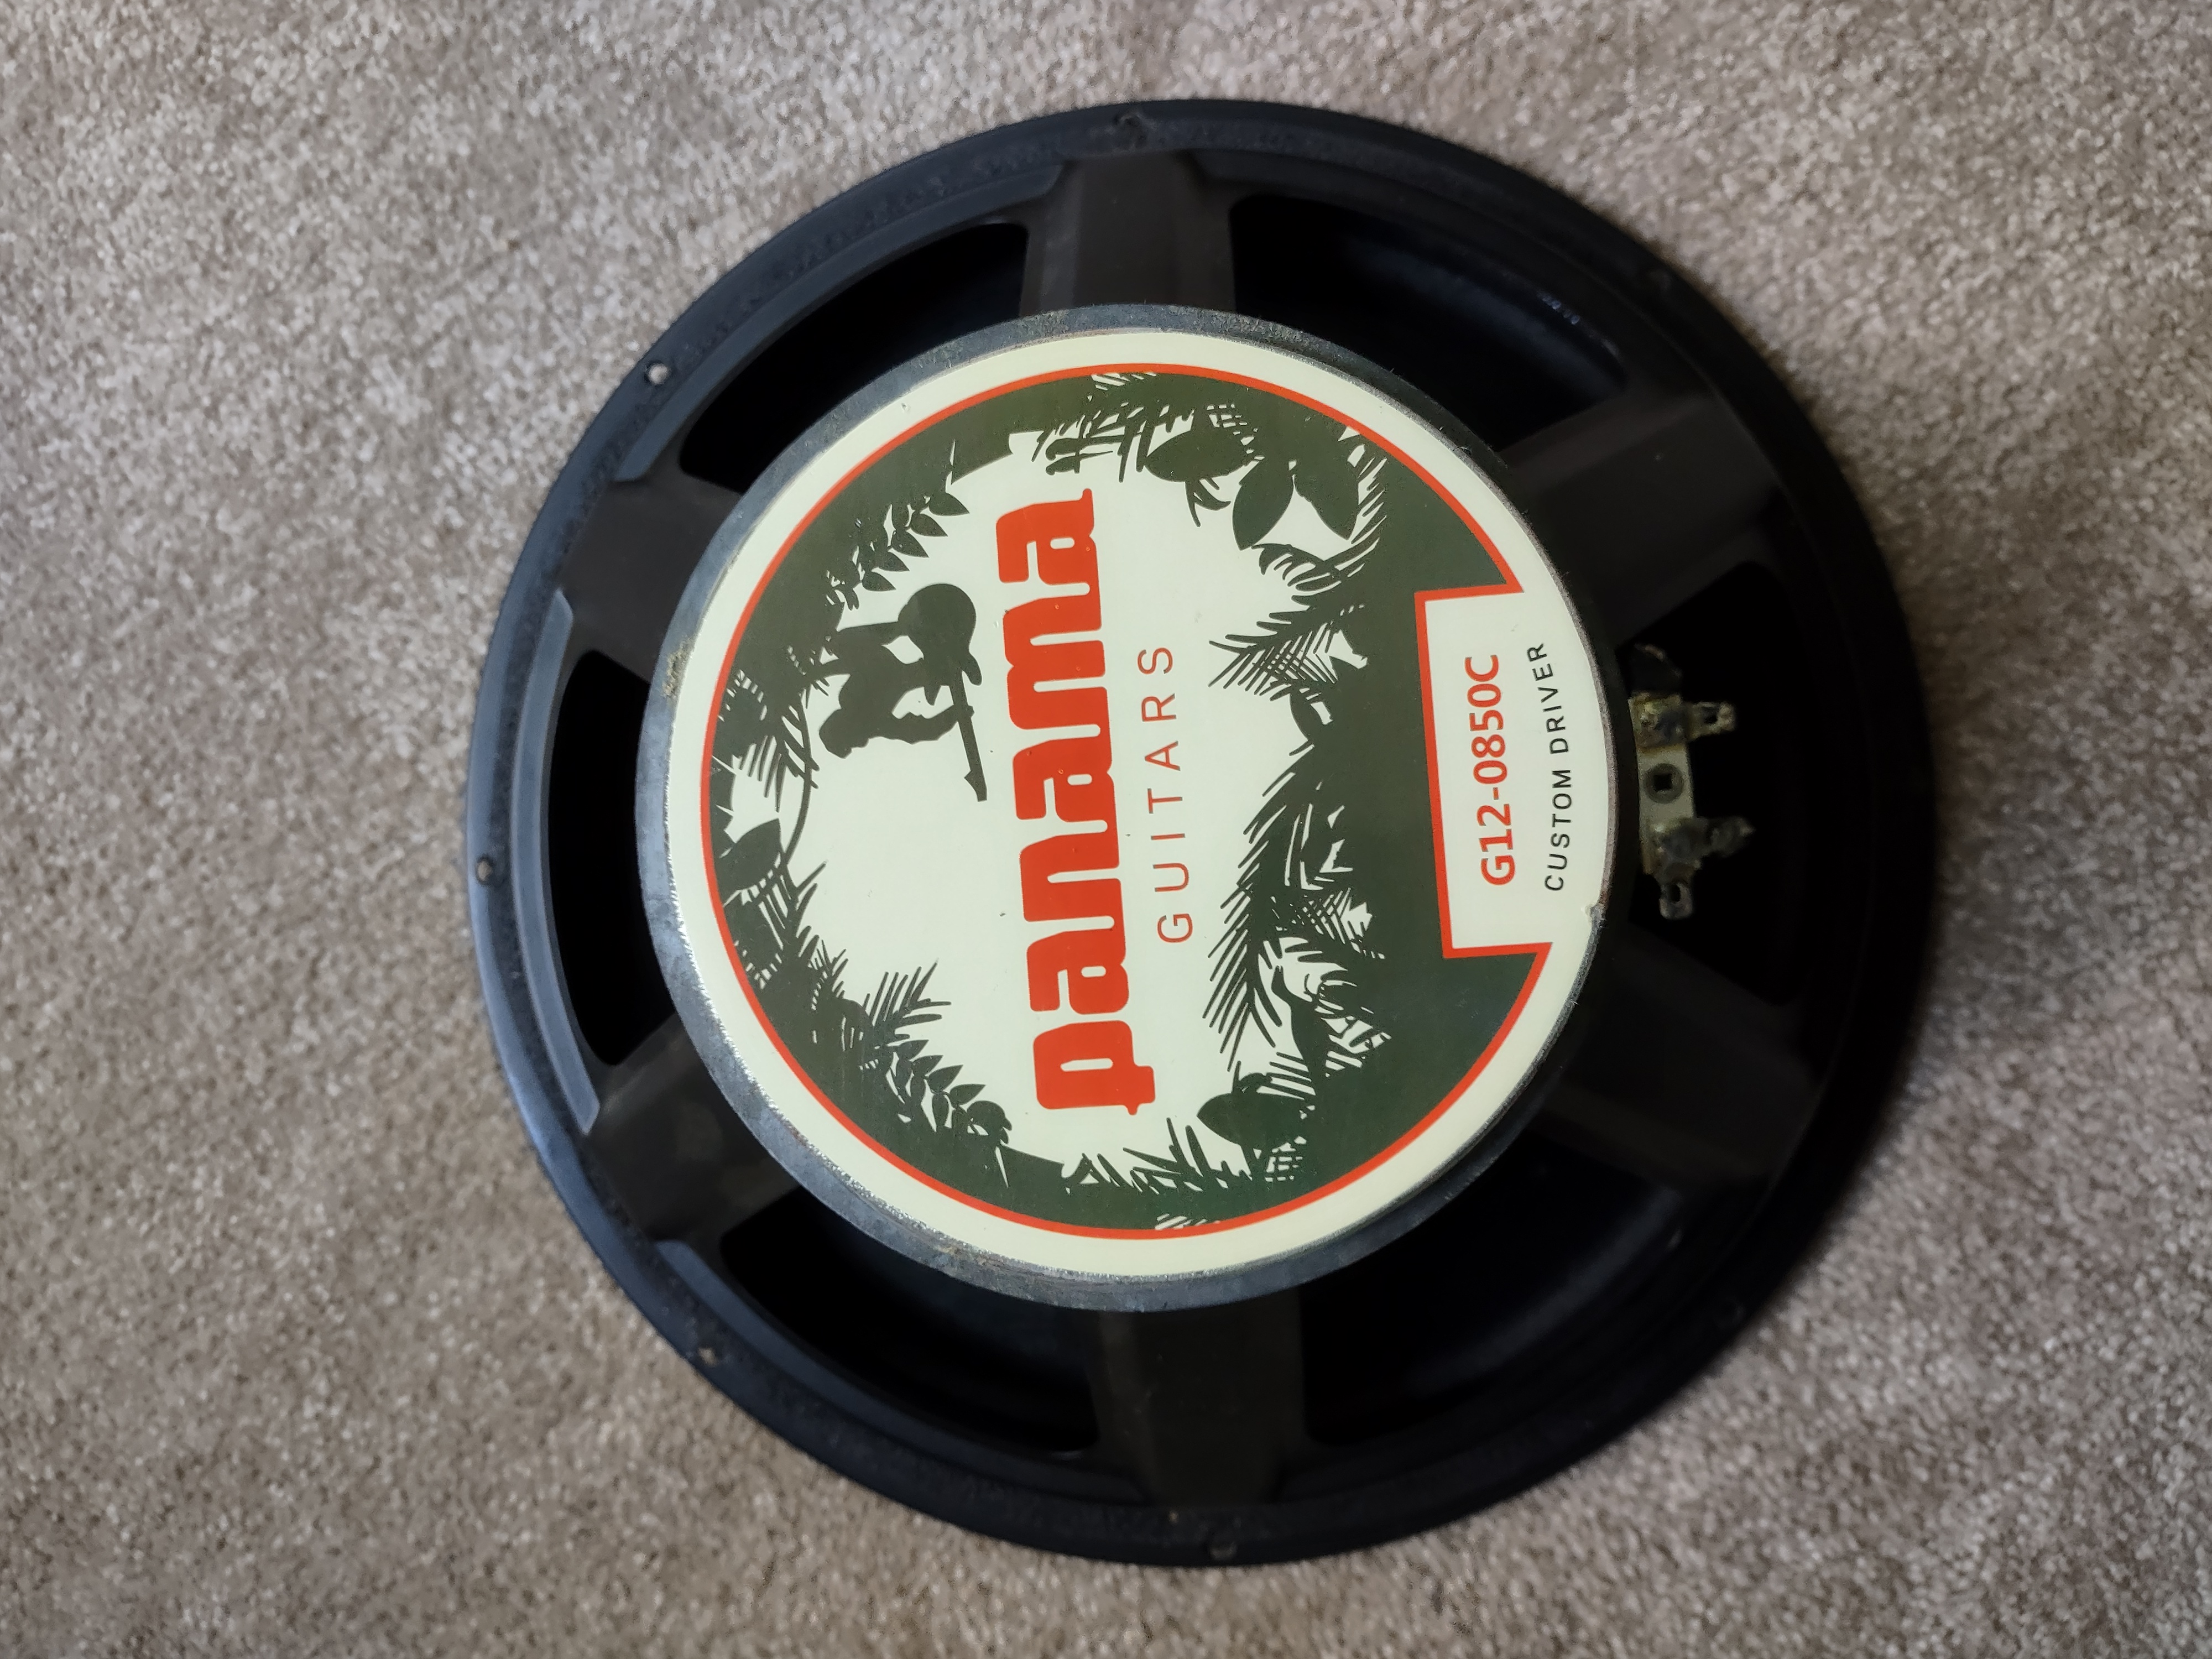 panama
GUITARS
G12-0850C
CUSTOM DRIVER